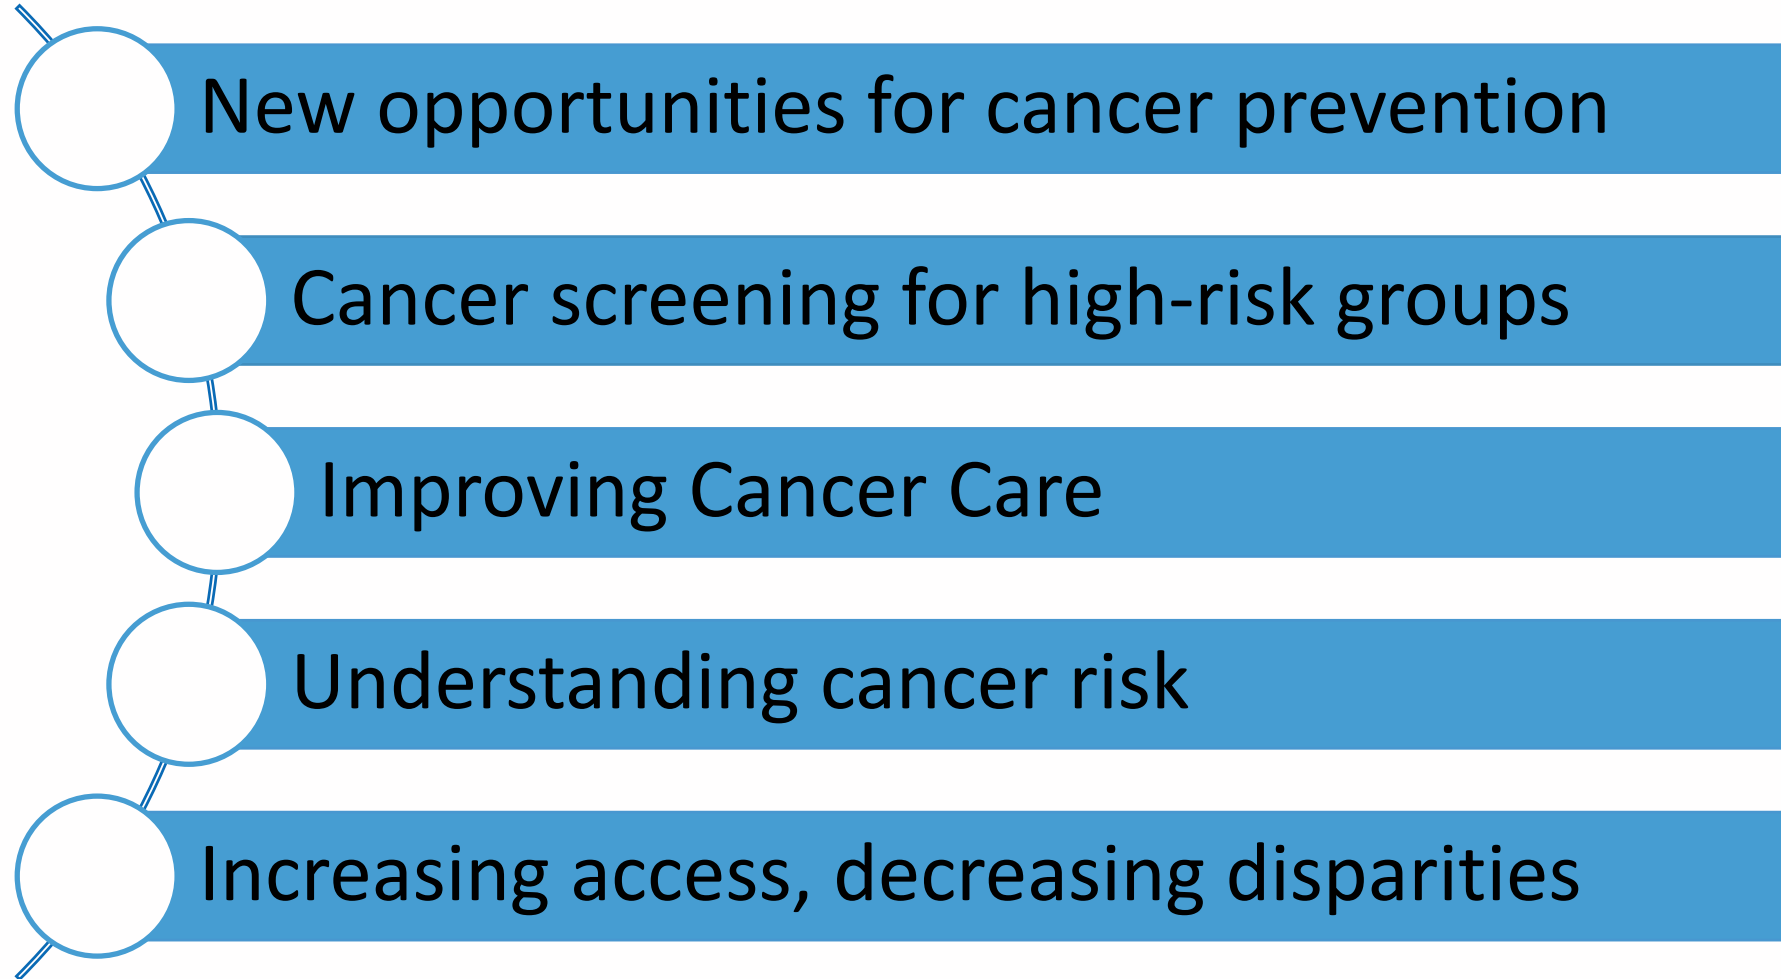 New opportunities for cancer prevention
Cancer screening for high-risk groups
Improving Cancer Care
Understanding cancer risk
Increasing access, decreasing disparities